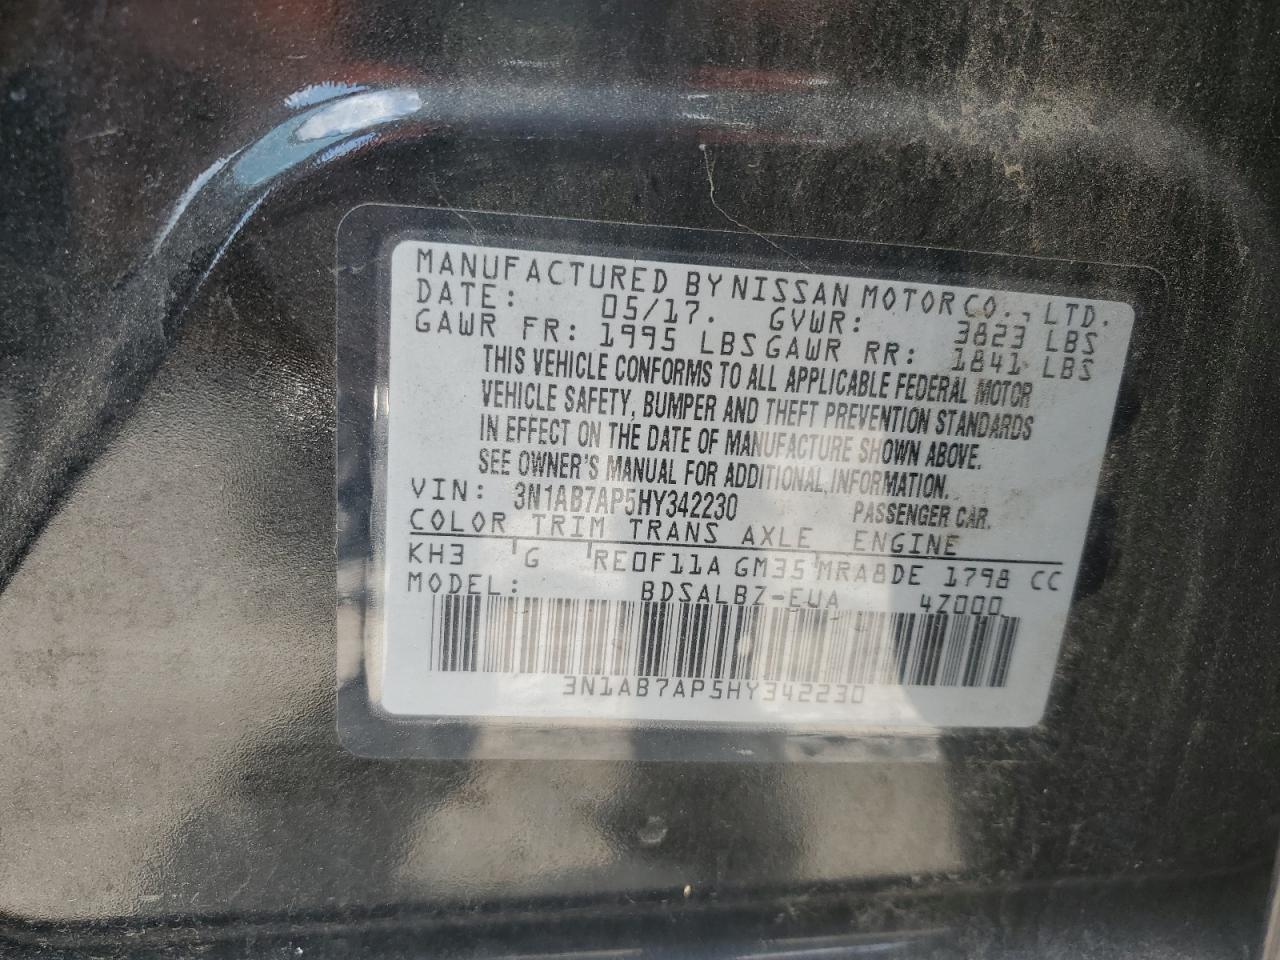 MANUFACTURED BY NISSAN MOTOR CO., LTD.
DATE: 05/17. GVWR: 3823 LBS
GAWR FR: 1995 LBS GAWR RR: 1841 LBS
THIS VEHICLE CONFORMS TO ALL APPLICABLE FEDERAL MOTOR
VEHICLE SAFETY, BUMPER AND THEFT PREVENTION STANDARDS
IN EFFECT ON THE DATE OF MANUFACTURE SHOWN ABOVE.
SEE OWNER'S MANUAL FOR ADDITIONAL INFORMATION.
VIN: 3N1AB7AP5HY342230 PASSENGER CAR.
COLOR TRIM TRANS AXLE ENGINE
KH3 G RE0F11A GM35 MRA8DE 1798 CC
MODEL: BDSALBZ-EUA 4Z000
3N1AB7AP5HY342230